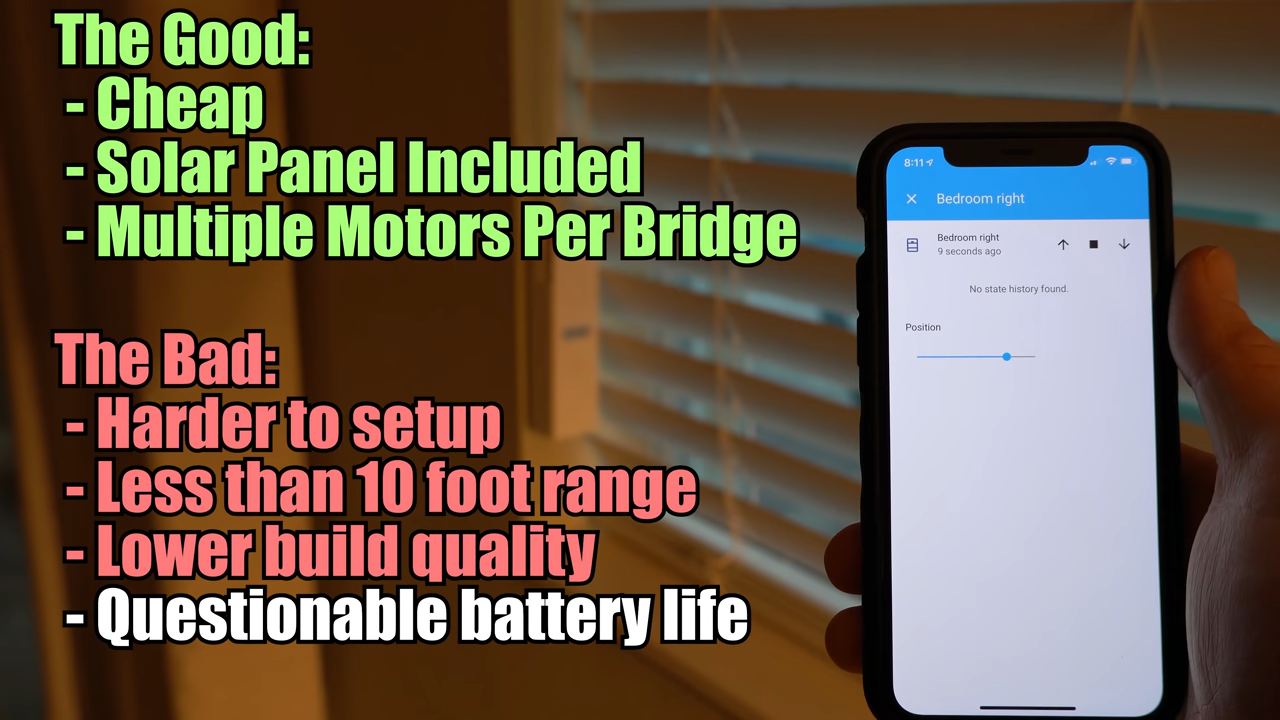 The Good:
- Cheap
- Solar Panel Included
- Multiple Motors Per Bridge
The Bad:
- Harder to setup
- Less than 10 foot range
- Lower build quality
- Questionable battery life
8:11
Bedroom right
Bedroom right
9 seconds ago
No state history found.
Position